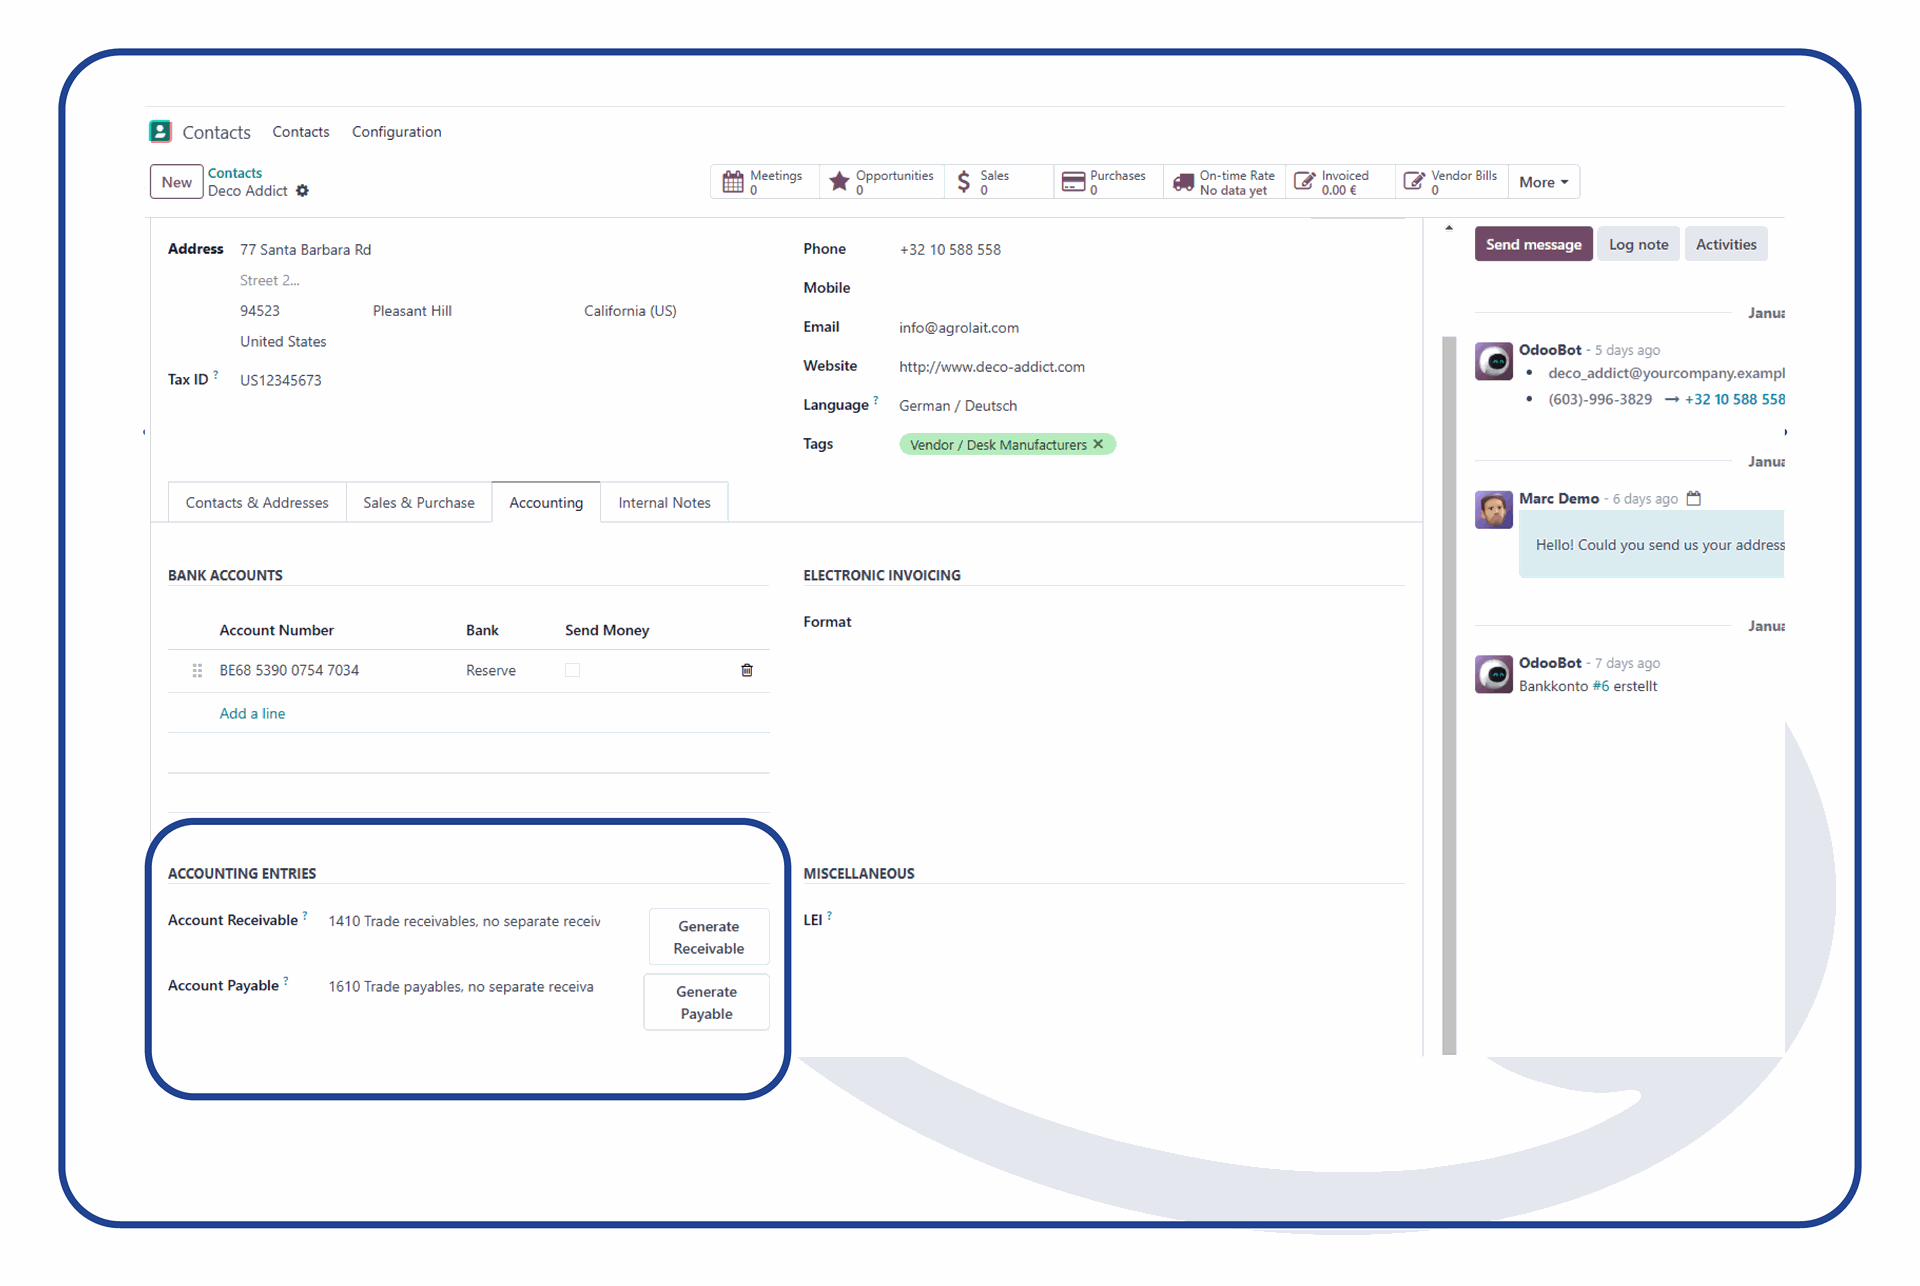 Contacts Contacts Configuration
New Contacts
Deco Addict
Meetings 0
Opportunities 0
Sales 0
Purchases 0
On-time Rate No data yet
Invoiced 0.00 €
Vendor Bills 0
More
Address 77 Santa Barbara Rd
Street 2...
94523 Pleasant Hill California (US)
United States
Tax ID ? US12345673
Phone +32 10 588 558
Mobile
Email info@agrolait.com
Website http://www.deco-addict.com
Language ? German / Deutsch
Tags Vendor / Desk Manufacturers
Contacts & Addresses Sales & Purchase Accounting Internal Notes
BANK ACCOUNTS
Account Number Bank Send Money
BE68 5390 0754 7034 Reserve
Add a line
ELECTRONIC INVOICING
Format
ACCOUNTING ENTRIES
Account Receivable ? 1410 Trade receivables, no separate receiv
Generate Receivable
Account Payable ? 1610 Trade payables, no separate receiva
Generate Payable
MISCELLANEOUS
LEI ?
Send message Log note Activities
Janua
OdooBot - 5 days ago
deco_addict@yourcompany.exampl
(603)-996-3829 → +32 10 588 558
Janua
Marc Demo - 6 days ago
Hello! Could you send us your address
Janua
OdooBot - 7 days ago
Bankkonto #6 erstellt